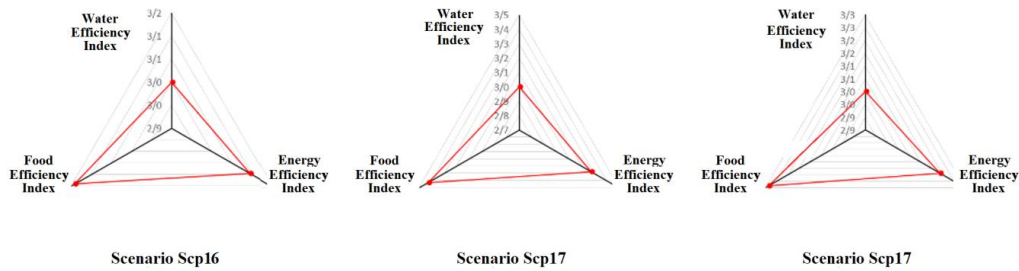 Water
Efficiency
Index
3/2
3/1
3/1
3/0
3/0
2/9
Food
Efficiency
Index
Energy
Efficiency
Index
Scenario Scp16
Water
Efficiency
Index
3/5
3/4
3/3
3/2
3/1
3/0
2/9
2/8
2/7
Food
Efficiency
Index
Energy
Efficiency
Index
Scenario Scp17
Water
Efficiency
Index
3/3
3/3
3/2
3/2
3/1
3/1
3/0
3/0
2/9
2/9
Food
Efficiency
Index
Energy
Efficiency
Index
Scenario Scp17